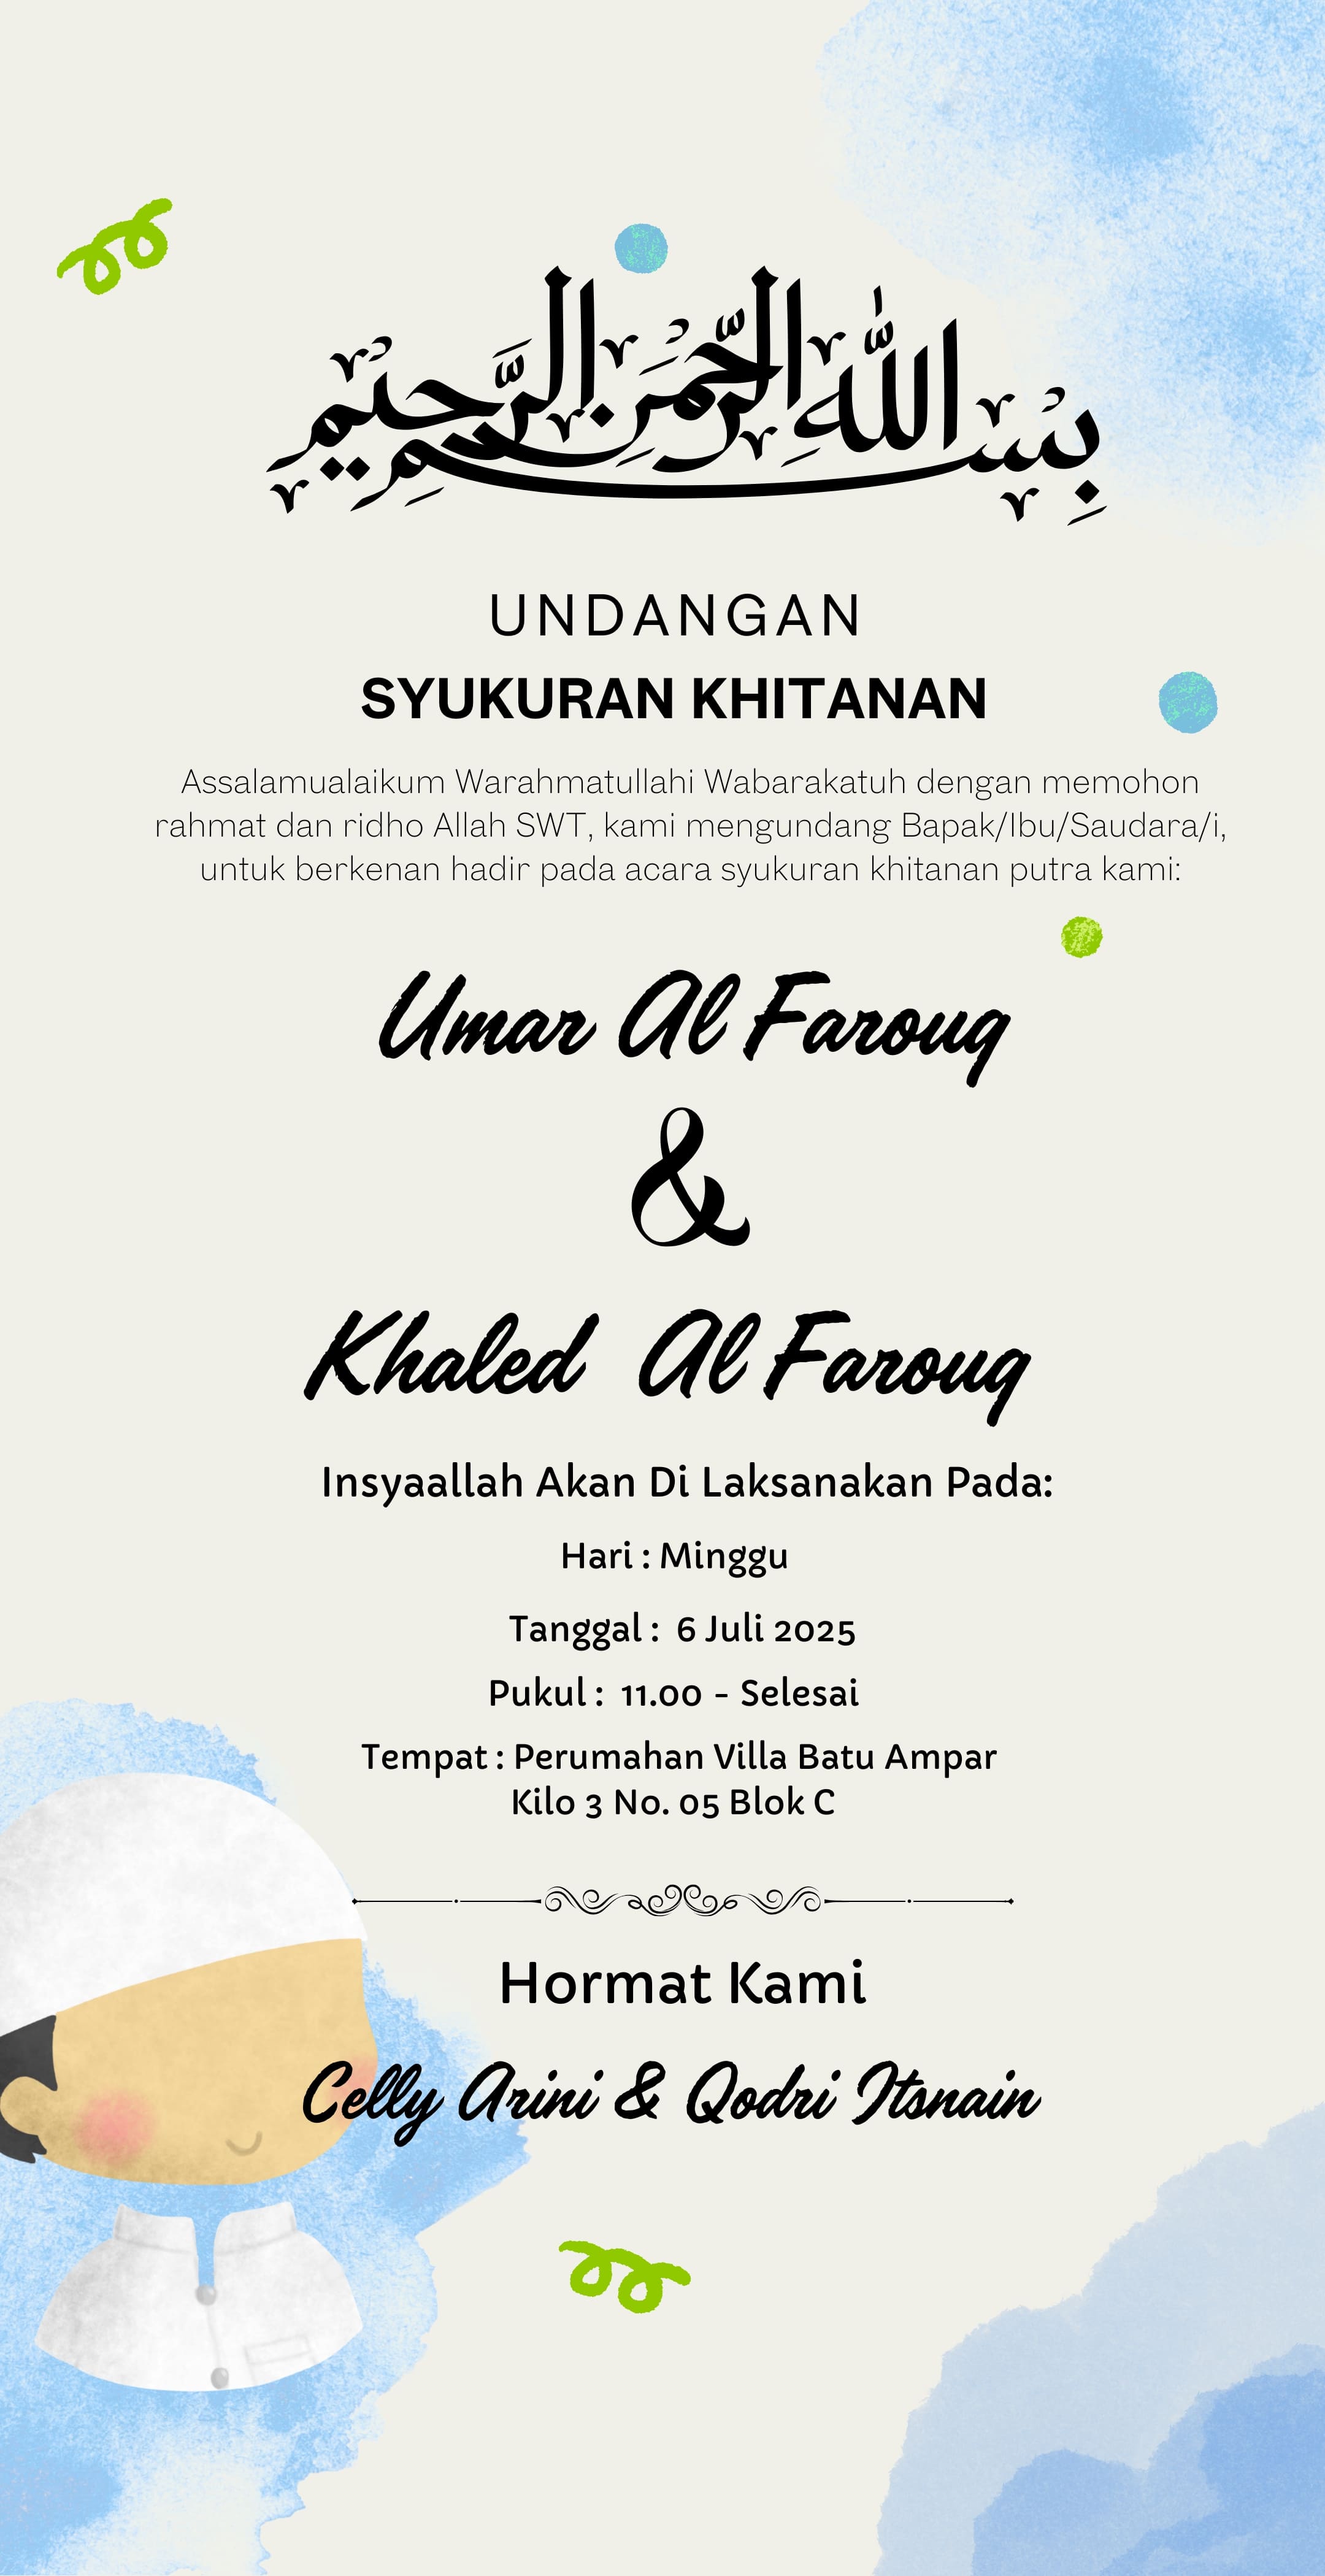 بِسْمِ اللهِ الرَّحْمٰنِ الرَّحِيْمِ
UNDANGAN
SYUKURAN KHITANAN
Assalamualaikum Warahmatullahi Wabarakatuh dengan memohon
rahmat dan ridho Allah SWT, kami mengundang Bapak/Ibu/Saudara/i,
untuk berkenan hadir pada acara syukuran khitanan putra kami:
Umar Al Farouq
&
Khaled Al Farouq
Insyaallah Akan Di Laksanakan Pada:
Hari : Minggu
Tanggal : 6 Juli 2025
Pukul : 11.00 - Selesai
Tempat : Perumahan Villa Batu Ampar
Kilo 3 No. 05 Blok C
Hormat Kami
Celly Arini & Qodri Itsnain